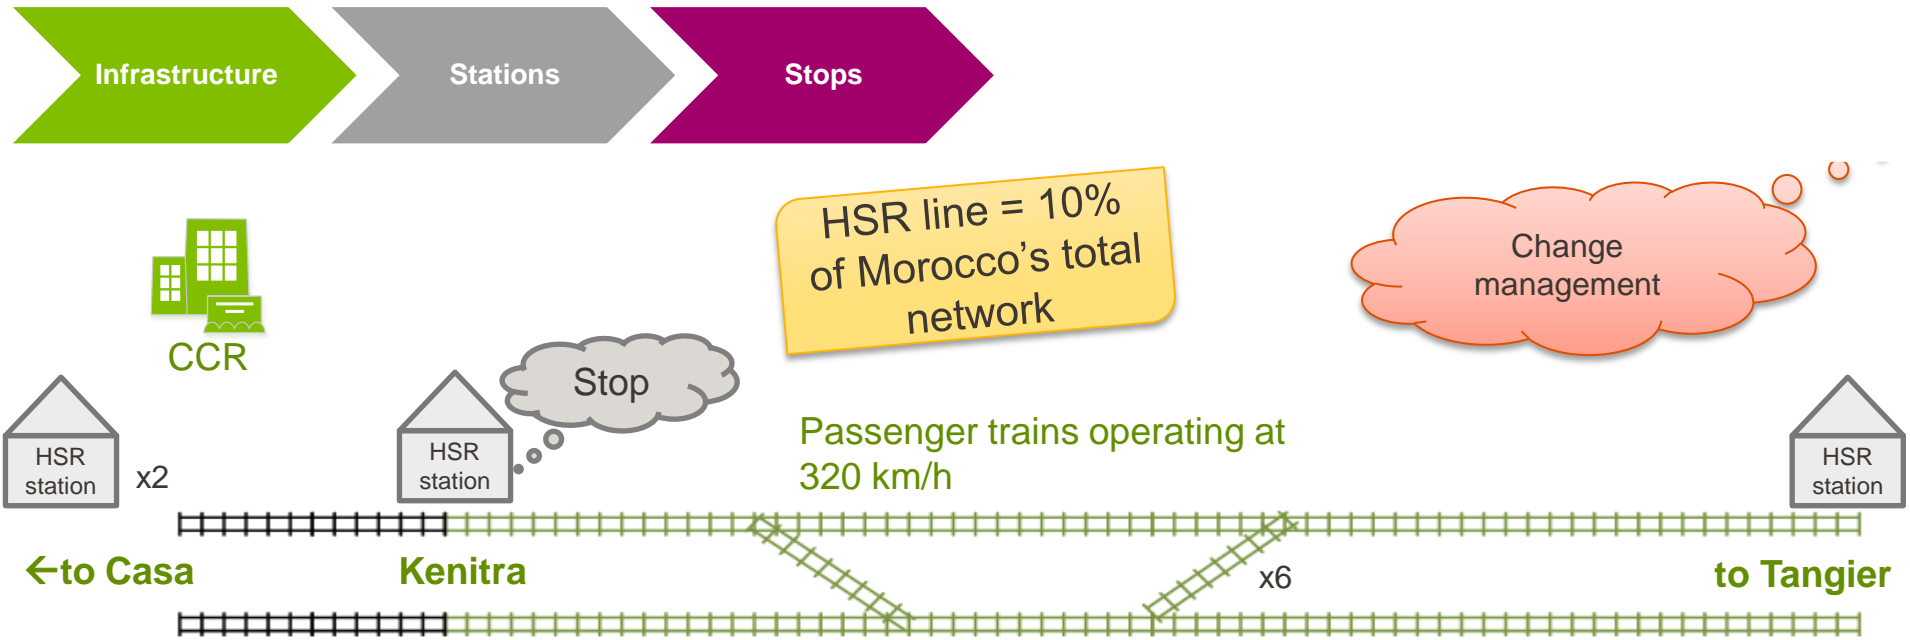 Infrastructure
Stations
Stops
HSR line = 10%
of Morocco's total
network
Change
management
CCR
Stop
HSR
station
x2
HSR
station
Passenger trains operating at
320 km/h
HSR
station
←to Casa
Kenitra
x6
to Tangier